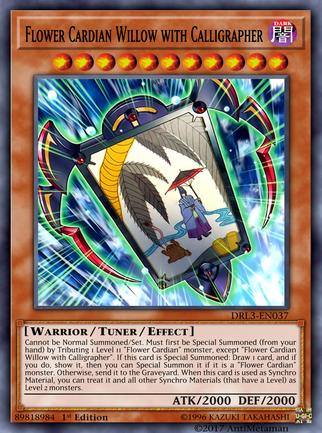 Flower Cardian Willow with Calligrapher
DARK
闇
DRL3-EN037
[Warrior / Tuner / Effect]
Cannot be Normal Summoned/Set. Must first be Special Summoned (from
your hand) by Tributing 1 Level 11 "Flower Cardian" monster, except "Flower Cardian
Willow with Calligrapher". If this card is Special Summoned: Draw 1 card, and if
you do, show it, then you can Special Summon it if it is a "Flower Cardian"
monster. Otherwise, send it to the Graveyard. When this card is used as Synchro
Material, you can treat it and all other Synchro Materials (that have a Level) as
Level 2 monsters.
ATK/2000 DEF/2000
89818984 1st Edition ©1996 KAZUKI TAKAHASHI
©2017 AntiMetaman